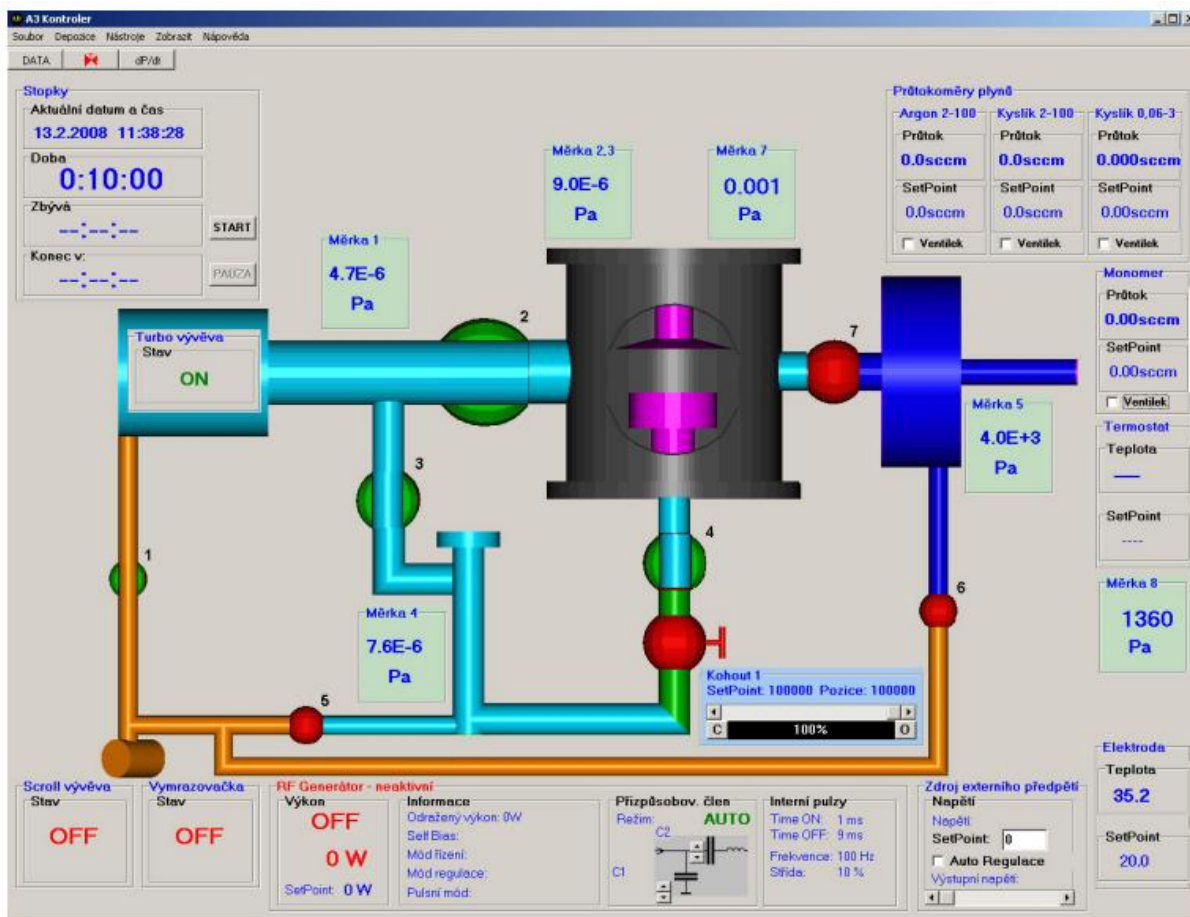 A3 Kontroler
Soubor Depozice Nástroje Zobrazit Nápověda
DATA dP/dt
Stopky
Aktuální datum a čas
13.2.2008 11:38:28
Doba
0:10:00
Zbývá
--:--:--
START
Konec v:
--:--:--
PAUZA
Měrka 1
4.7E-6
Pa
Měrka 2,3
9.0E-6
Pa
Měrka 7
0.001
Pa
Průtokoměry plynů
Argon 2-100 Kyslík 2-100 Kyslík 0,06-3
Průtok Průtok Průtok
0.0sccm 0.0sccm 0.000sccm
SetPoint SetPoint SetPoint
0.0sccm 0.0sccm 0.00sccm
Ventilek Ventilek Ventilek
Monomer
Průtok
0.00sccm
SetPoint
0.00sccm
Ventilek
Termostat
Teplota
---
SetPoint
----
Turbo vývěva
Stav
ON
2
7
3
4
1
6
5
Měrka 5
4.0E+3
Pa
Měrka 8
1360
Pa
Měrka 4
7.6E-6
Pa
Kohout 1
SetPoint: 100000 Pozice: 100000
C 100% O
Scroll vývěva
Stav
OFF
Vymrazovačka
Stav
OFF
RF Generátor - neaktivní
Výkon
OFF
0 W
SetPoint: 0 W
Informace
Odražený výkon: 0W
Self Bias:
Mód řízení:
Mód regulace:
Pulsní mód:
Přizpůsobov. člen
Režim: AUTO
C2
C1
Interní pulzy
Time ON: 1 ms
Time OFF: 9 ms
Frekvence: 100 Hz
Střída: 10 %
Zdroj externího předpětí
Napětí
Napětí:
SetPoint: 0
Auto Regulace
Výstupní napětí:
Elektroda
Teplota
35.2
SetPoint
20.0